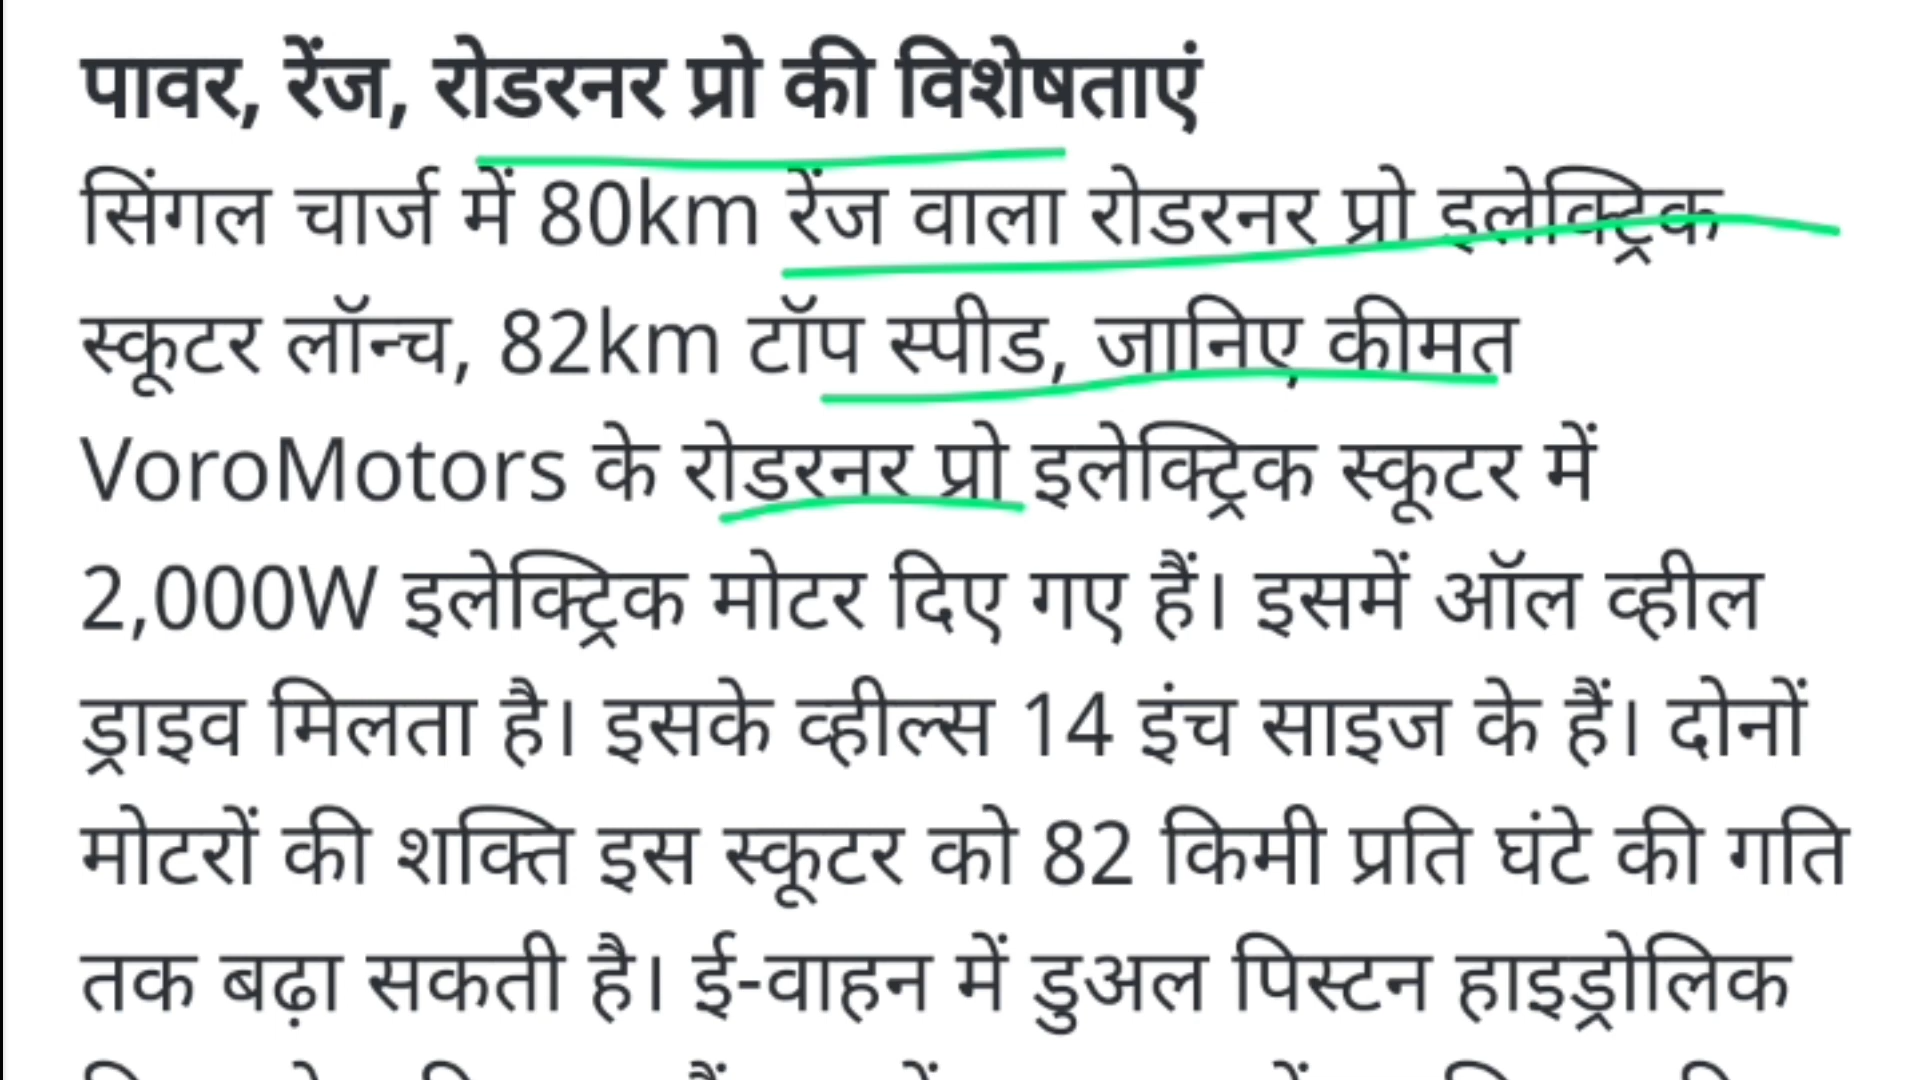 पावर, रेंज, रोडरनर प्रो की विशेषताएं
सिंगल चार्ज में 80km रेंज वाला रोडरनर प्रो इलेक्ट्रिक
स्कूटर लॉन्च, 82km टॉप स्पीड, जानिए कीमत
VoroMotors के रोडरनर प्रो इलेक्ट्रिक स्कूटर में
2,000W इलेक्ट्रिक मोटर दिए गए हैं। इसमें ऑल व्हील
ड्राइव मिलता है। इसके व्हील्स 14 इंच साइज के हैं। दोनों
मोटरों की शक्ति इस स्कूटर को 82 किमी प्रति घंटे की गति
तक बढ़ा सकती है। ई-वाहन में डुअल पिस्टन हाइड्रोलिक